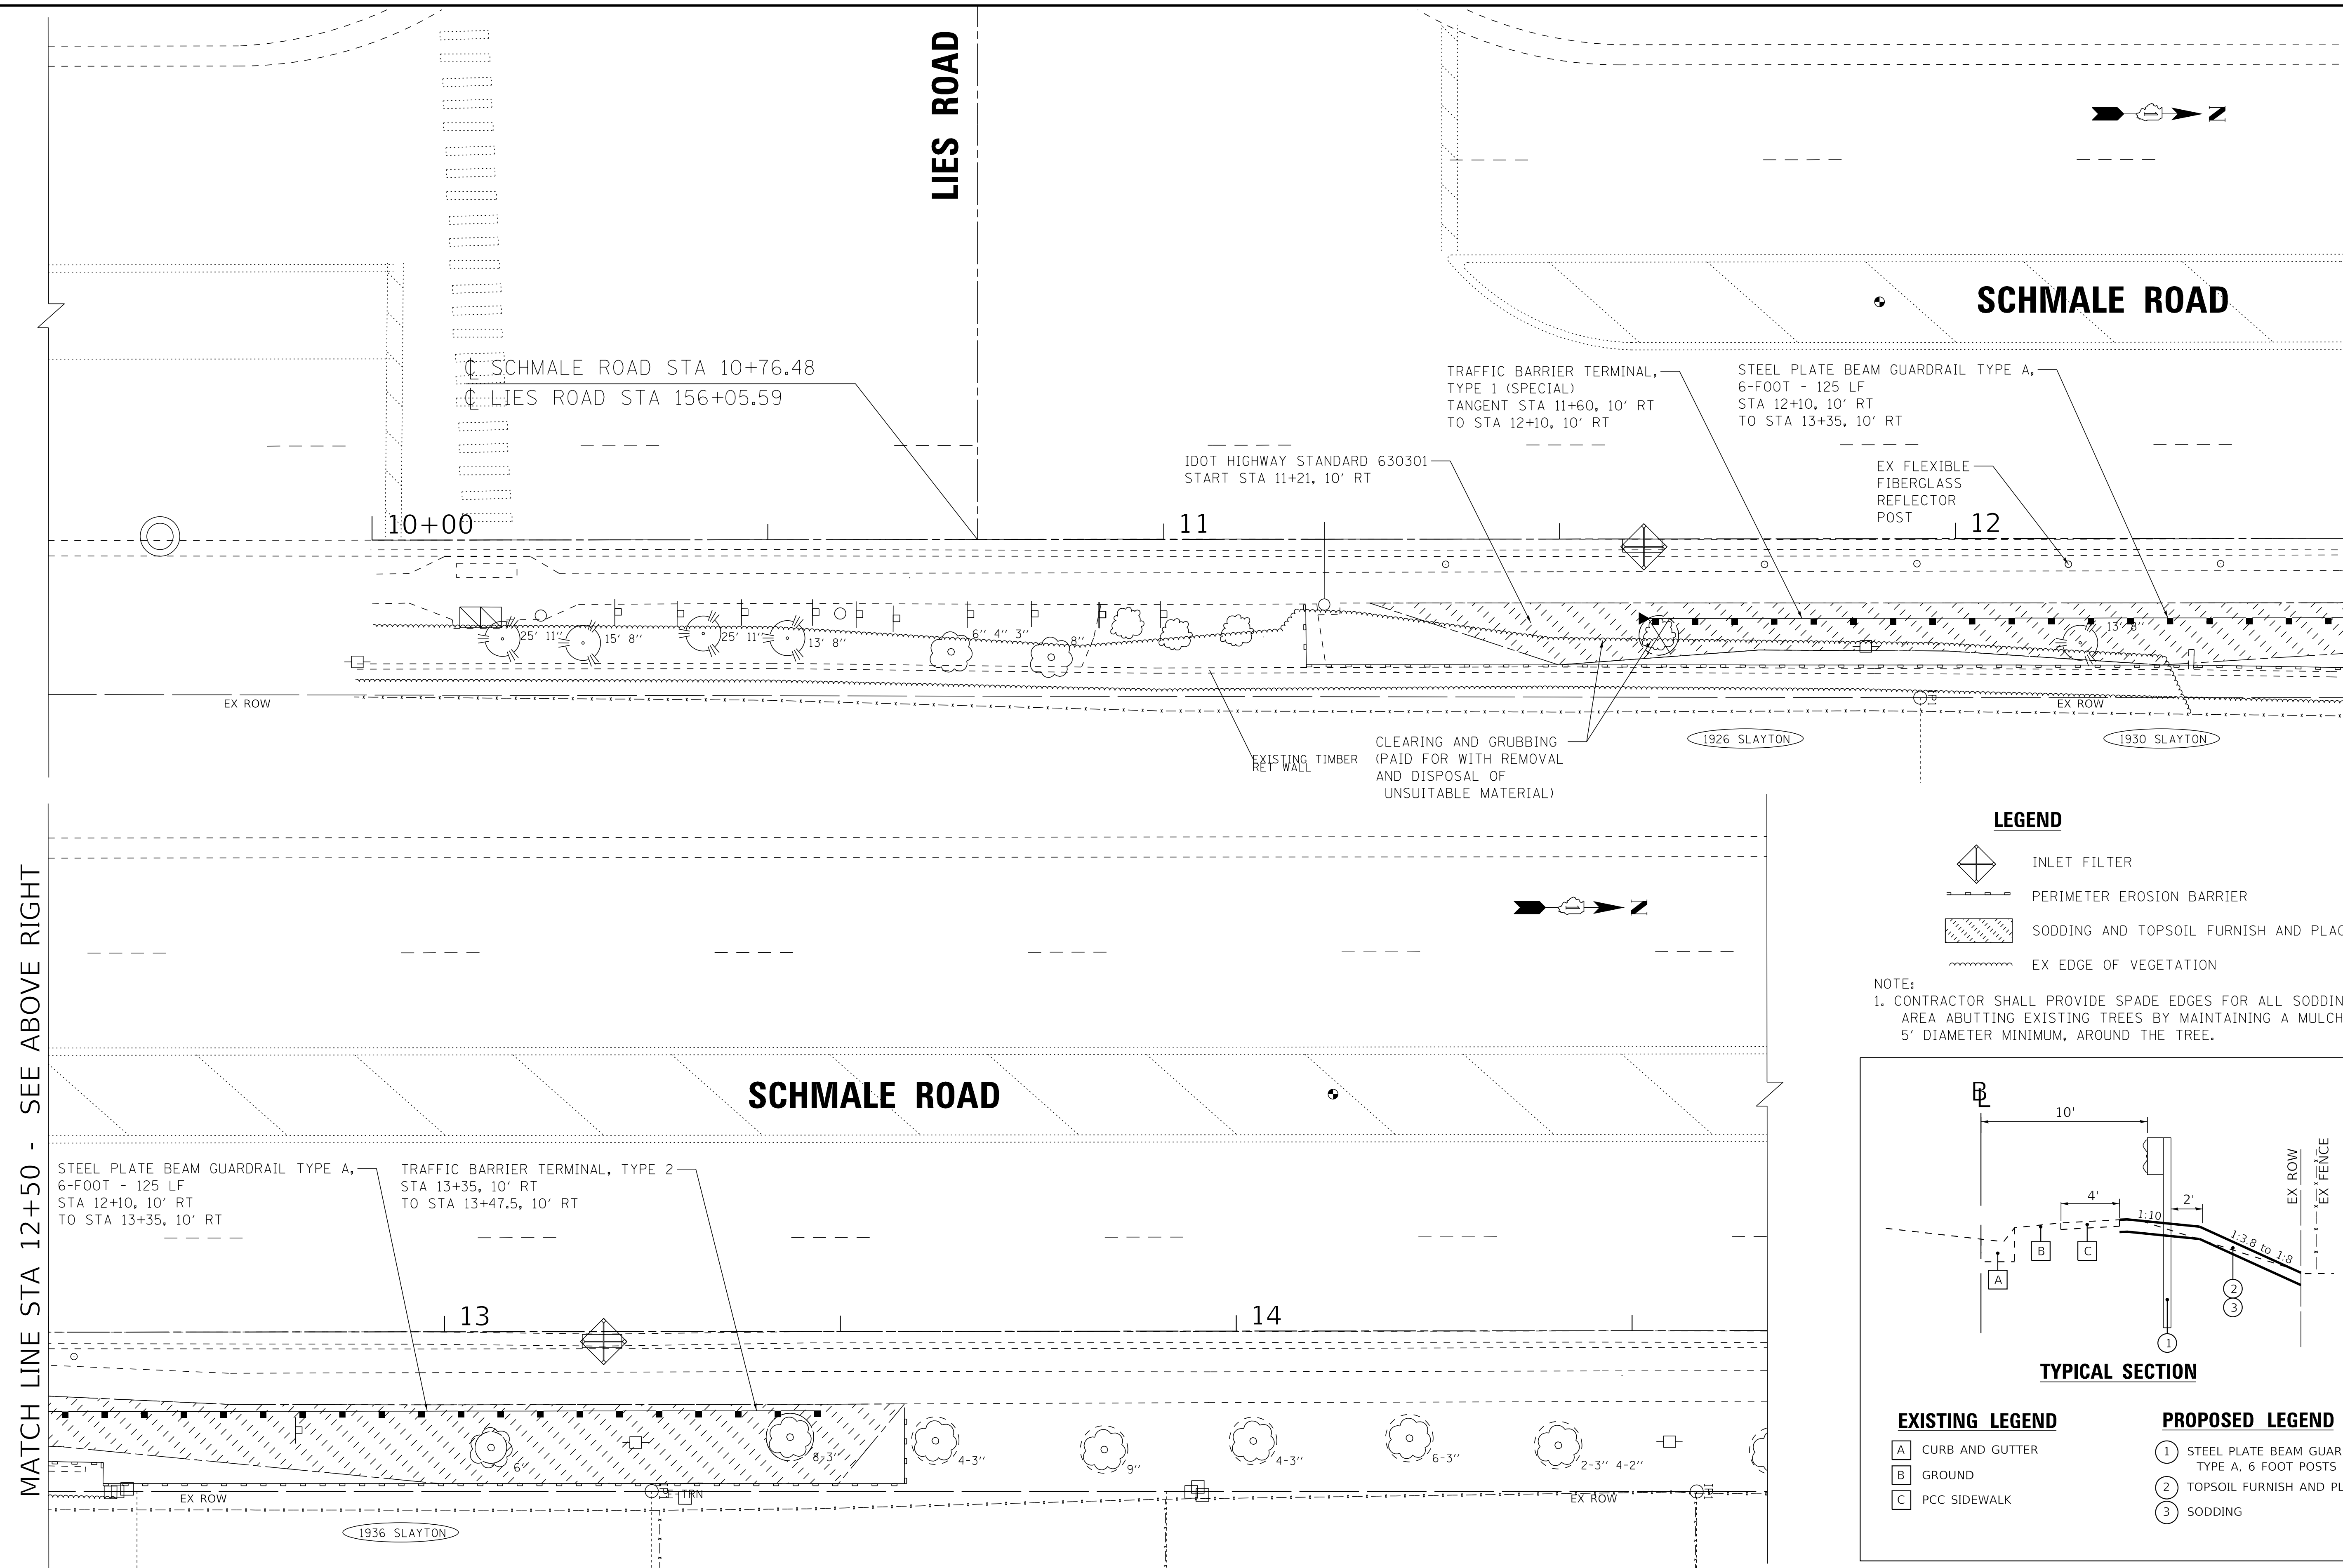 LIES ROAD
N
SCHMALE ROAD
℄ SCHMALE ROAD STA 10+76.48
℄ LIES ROAD STA 156+05.59
TRAFFIC BARRIER TERMINAL,
TYPE 1 (SPECIAL)
TANGENT STA 11+60, 10' RT
TO STA 12+10, 10' RT
STEEL PLATE BEAM GUARDRAIL TYPE A,
6-FOOT - 125 LF
STA 12+10, 10' RT
TO STA 13+35, 10' RT
IDOT HIGHWAY STANDARD 630301
START STA 11+21, 10' RT
EX FLEXIBLE
FIBERGLASS
REFLECTOR
POST
10+00
11
12
25' 11"
15' 8"
25' 11"
13' 8"
6" 4" 3"
8"
13' 8"
EX ROW
EX ROW
1926 SLAYTON
1930 SLAYTON
EXISTING TIMBER
RET WALL
CLEARING AND GRUBBING
(PAID FOR WITH REMOVAL
AND DISPOSAL OF
UNSUITABLE MATERIAL)
MATCH LINE STA 12+50 - SEE ABOVE RIGHT
N
SCHMALE ROAD
STEEL PLATE BEAM GUARDRAIL TYPE A,
6-FOOT - 125 LF
STA 12+10, 10' RT
TO STA 13+35, 10' RT
TRAFFIC BARRIER TERMINAL, TYPE 2
STA 13+35, 10' RT
TO STA 13+47.5, 10' RT
13
14
6"
8-3"
4-3"
9"
4-3"
6-3"
2-3" 4-2"
EX ROW
E-TRN
EX ROW
1936 SLAYTON
LEGEND
INLET FILTER
PERIMETER EROSION BARRIER
SODDING AND TOPSOIL FURNISH AND PLAC
EX EDGE OF VEGETATION
NOTE:
1. CONTRACTOR SHALL PROVIDE SPADE EDGES FOR ALL SODDIN
AREA ABUTTING EXISTING TREES BY MAINTAINING A MULCH
5' DIAMETER MINIMUM, AROUND THE TREE.
BL
10'
4'
2'
1:10
1:3.8 to 1:8
EX ROW
EX FENCE
A
B
C
2
3
1
TYPICAL SECTION
EXISTING LEGEND
A CURB AND GUTTER
B GROUND
C PCC SIDEWALK
PROPOSED LEGEND
1 STEEL PLATE BEAM GUAR
TYPE A, 6 FOOT POSTS
2 TOPSOIL FURNISH AND PL
3 SODDING